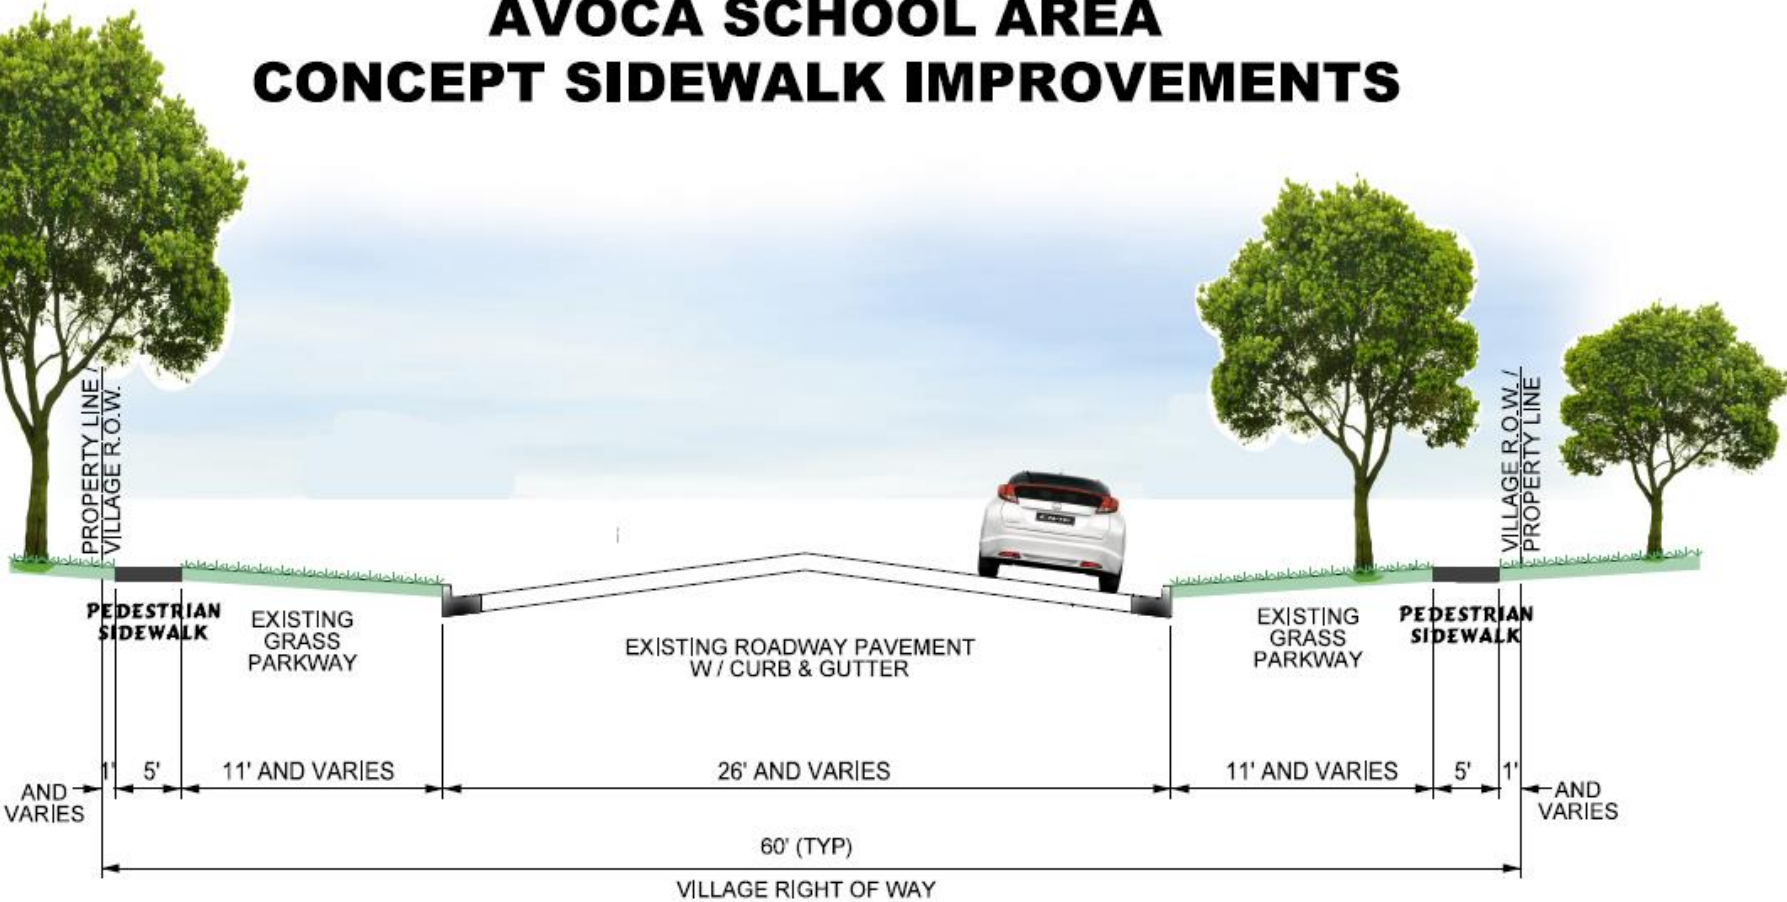 AVOCA SCHOOL AREA
CONCEPT SIDEWALK IMPROVEMENTS
PROPERTY LINE /
VILLAGE R.O.W.
VILLAGE R.O.W. /
PROPERTY LINE
PEDESTRIAN
SIDEWALK
EXISTING
GRASS
PARKWAY
EXISTING ROADWAY PAVEMENT
W / CURB & GUTTER
EXISTING
GRASS
PARKWAY
PEDESTRIAN
SIDEWALK
1' 5' 11' AND VARIES 26' AND VARIES 11' AND VARIES 5' 1'
AND
VARIES
AND
VARIES
60' (TYP)
VILLAGE RIGHT OF WAY